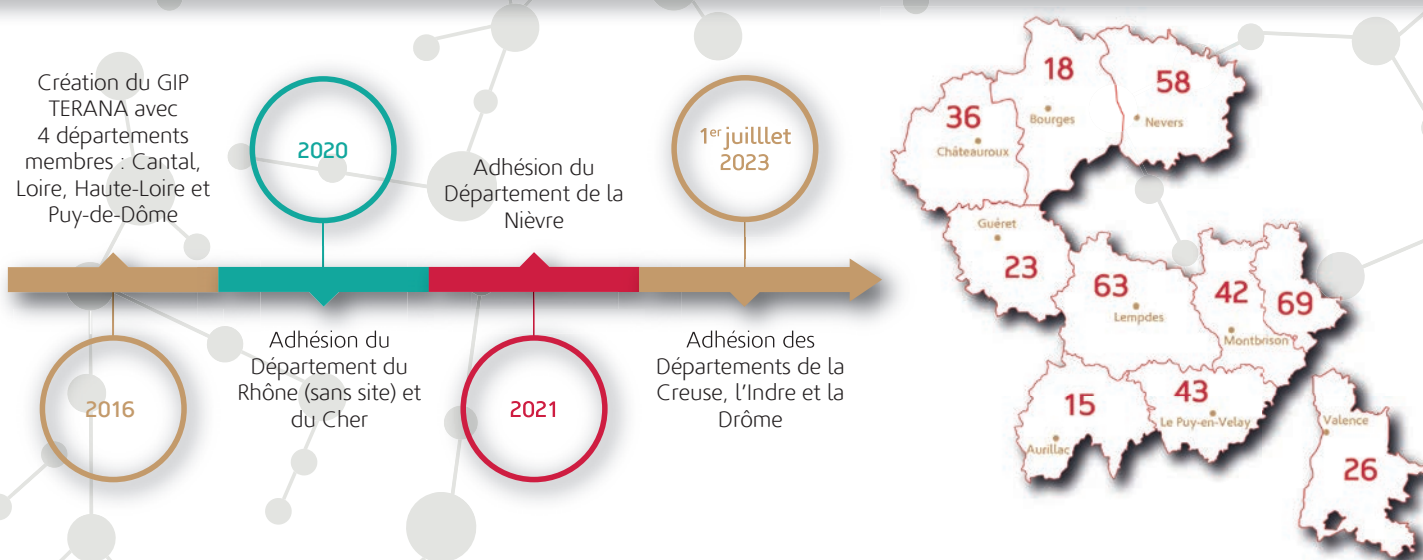 Création du GIP
TERANA avec
4 départements
membres : Cantal,
Loire, Haute-Loire et
Puy-de-Dôme
2016
2020
Adhésion du
Département du
Rhône (sans site) et
du Cher
Adhésion du
Département de la
Nièvre
2021
1er juilllet
2023
Adhésion des
Départements de la
Creuse, l'Indre et la
Drôme
18
Bourges
58
Nevers
36
Châteauroux
Guéret
23
63
Lempdes
42
Montbrison
69
15
Aurillac
43
Le Puy-en-Velay
Valence
26